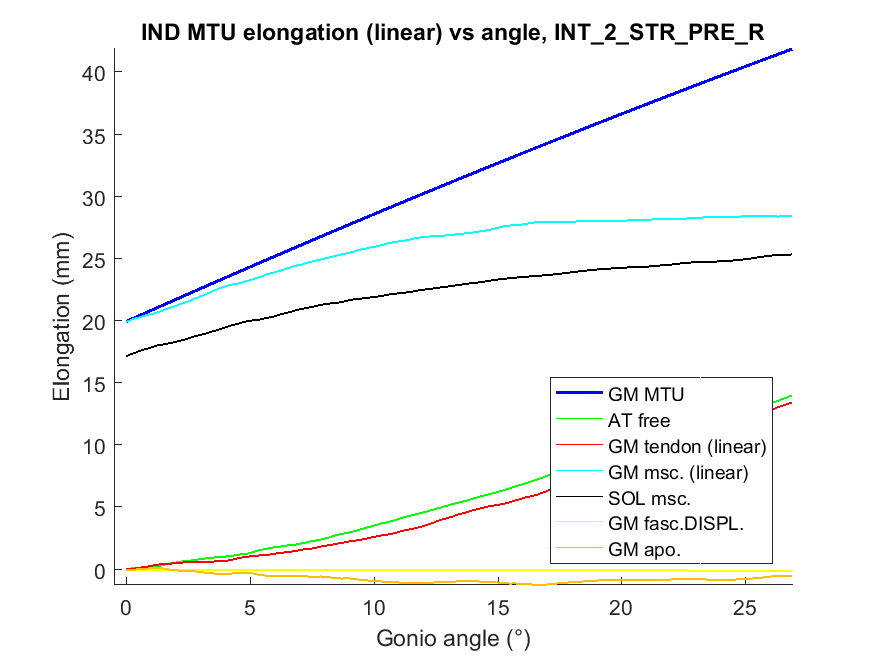 IND MTU elongation (linear) vs angle, INT_2_STR_PRE_R
40
35
30
25
20
15
10
5
0
Elongation (mm)
GM MTU
AT free
GM tendon (linear)
GM msc. (linear)
SOL msc.
GM fasc.DISPL.
GM apo.
0 5 10 15 20 25
Gonio angle (°)